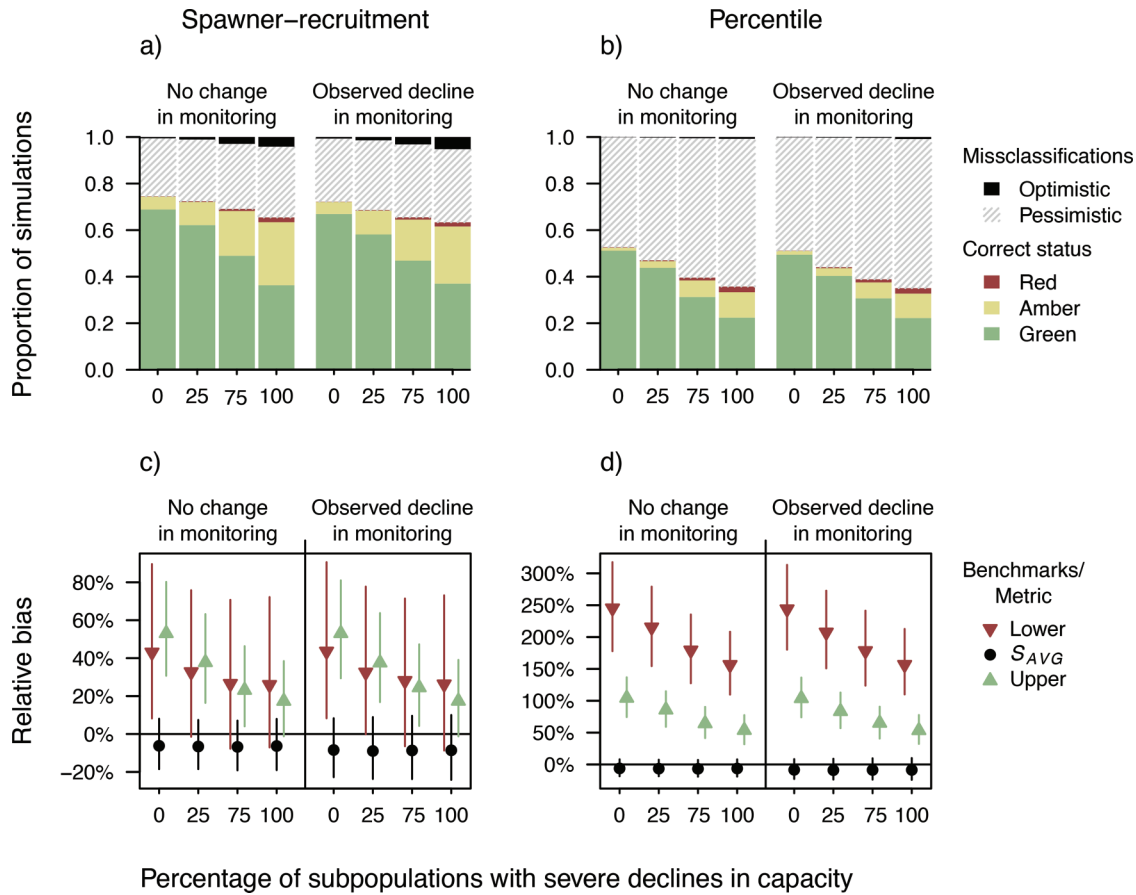 Spawner−recruitment
Percentile
a)
b)
No change
in monitoring
Observed decline
in monitoring
No change
in monitoring
Observed decline
in monitoring
Proportion of simulations
1.0
0.8
0.6
0.4
0.2
0.0
0 25 75 100
0 25 75 100
1.0
0.8
0.6
0.4
0.2
0.0
0 25 75 100
0 25 75 100
Missclassifications
Optimistic
Pessimistic
Correct status
Red
Amber
Green
c)
d)
No change
in monitoring
Observed decline
in monitoring
No change
in monitoring
Observed decline
in monitoring
Relative bias
80%
60%
40%
20%
0%
−20%
0 25 75 100
0 25 75 100
300%
250%
200%
150%
100%
50%
0%
0 25 75 100
0 25 75 100
Benchmarks/
Metric
Lower
SAVG
Upper
Percentage of subpopulations with severe declines in capacity